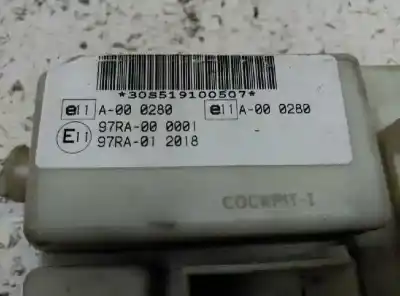 *30S519100507*
e11 A-00 0280 e11 A-00 0280
E11 97RA-00 0001
97RA-01 2018
COCKPIT-I